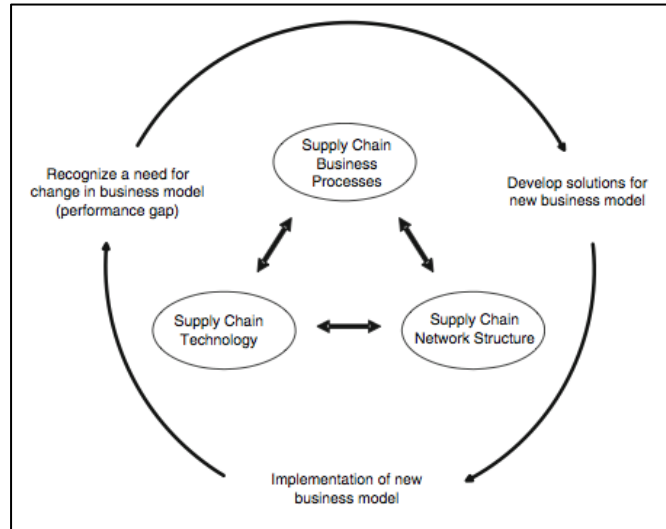 Supply Chain
Business
Processes
Recognize a need for
change in business model
(performance gap)
Develop solutions for
new business model
Supply Chain
Technology
Supply Chain
Network Structure
Implementation of new
business model